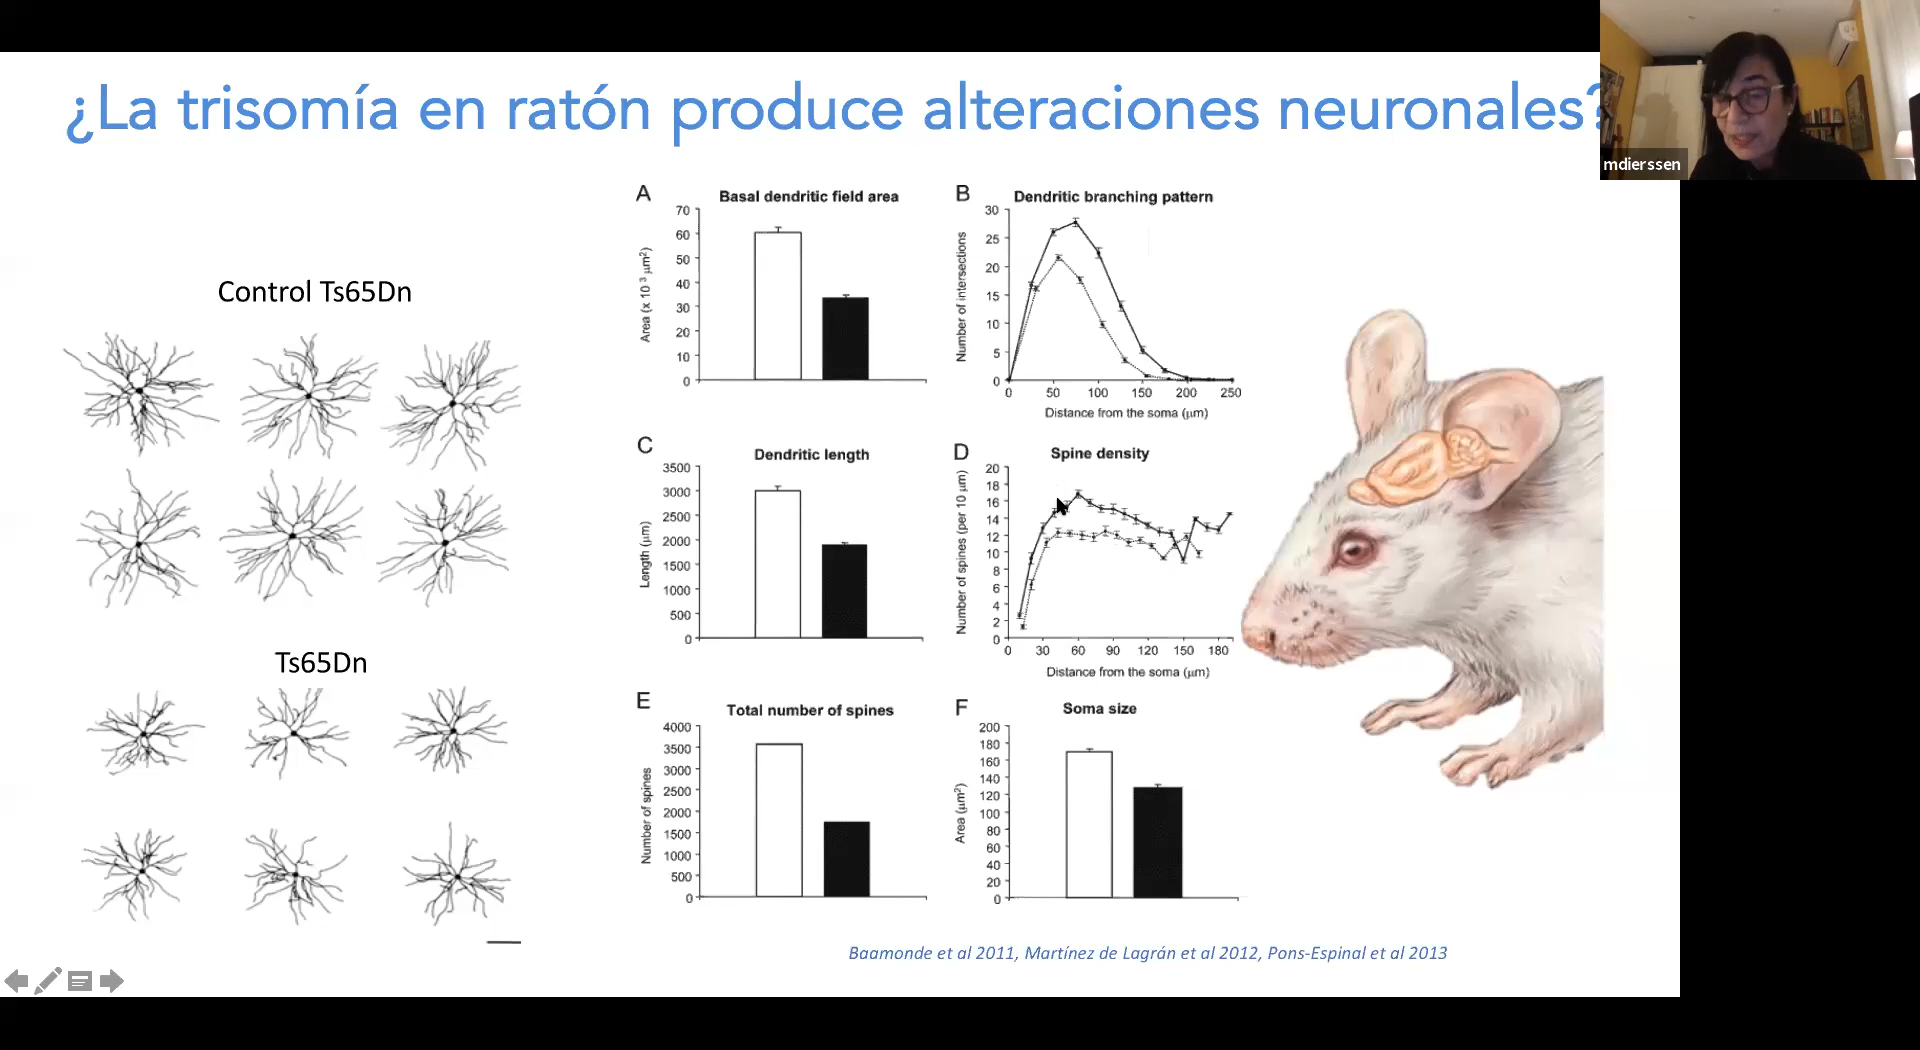 ¿La trisomía en ratón produce alteraciones neuronales?
mdierssen
Control Ts65Dn
Ts65Dn
A
Basal dendritic field area
Area (x 10 ³ µm²)
70
60
50
40
30
20
10
0
B
Dendritic branching pattern
Number of intersections
30
25
20
15
10
5
0
0 50 100 150 200 250
Distance from the soma (µm)
C
Dendritic length
Length (µm)
3500
3000
2500
2000
1500
1000
500
0
D
Spine density
Number of spines (per 10 µm)
20
18
16
14
12
10
8
6
4
2
0
0 30 60 90 120 150 180
Distance from the soma (µm)
E
Total number of spines
Number of spines
4000
3500
3000
2500
2000
1500
1000
500
0
F
Soma size
Area (µm²)
200
180
160
140
120
100
80
60
40
20
0
Baamonde et al 2011, Martínez de Lagrán et al 2012, Pons-Espinal et al 2013